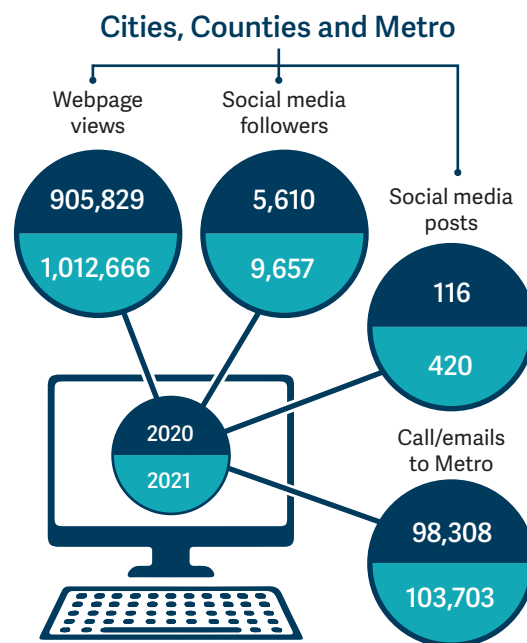 Cities, Counties and Metro
Webpage
views
905,829
1,012,666
Social media
followers
5,610
9,657
Social media
posts
116
420
2020
2021
Call/emails
to Metro
98,308
103,703